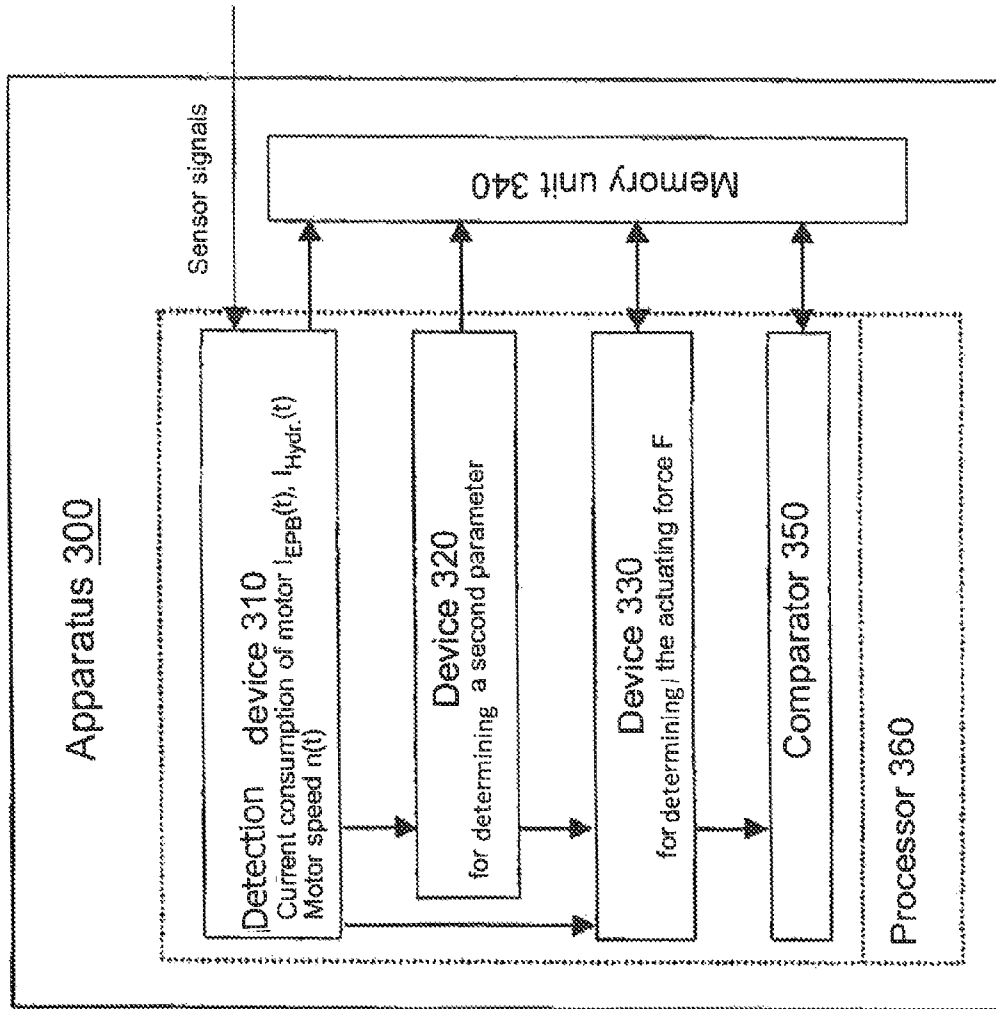 Apparatus 300
Sensor signals
Detection device 310
Current consumption of motor I_EPB(t), I_Hydr.(t)
Motor speed n(t)
Device 320
for determining a second parameter
Device 330
for determining / the actuating force F
Comparator 350
Processor 360
Memory unit 340